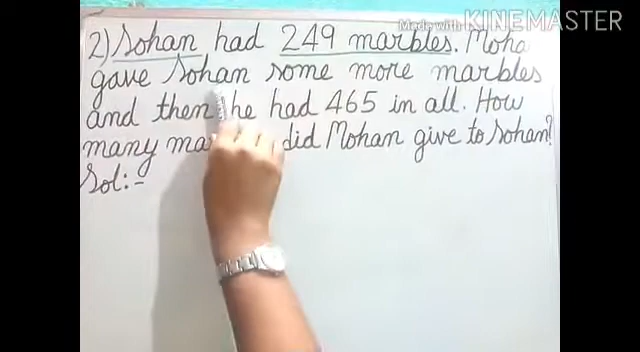 Made with KINEMASTER
2) Sohan had 249 marbles. Moha
gave Sohan some more marbles
and then he had 465 in all. How
many ma did Mohan give to Sohan?
Sol:-